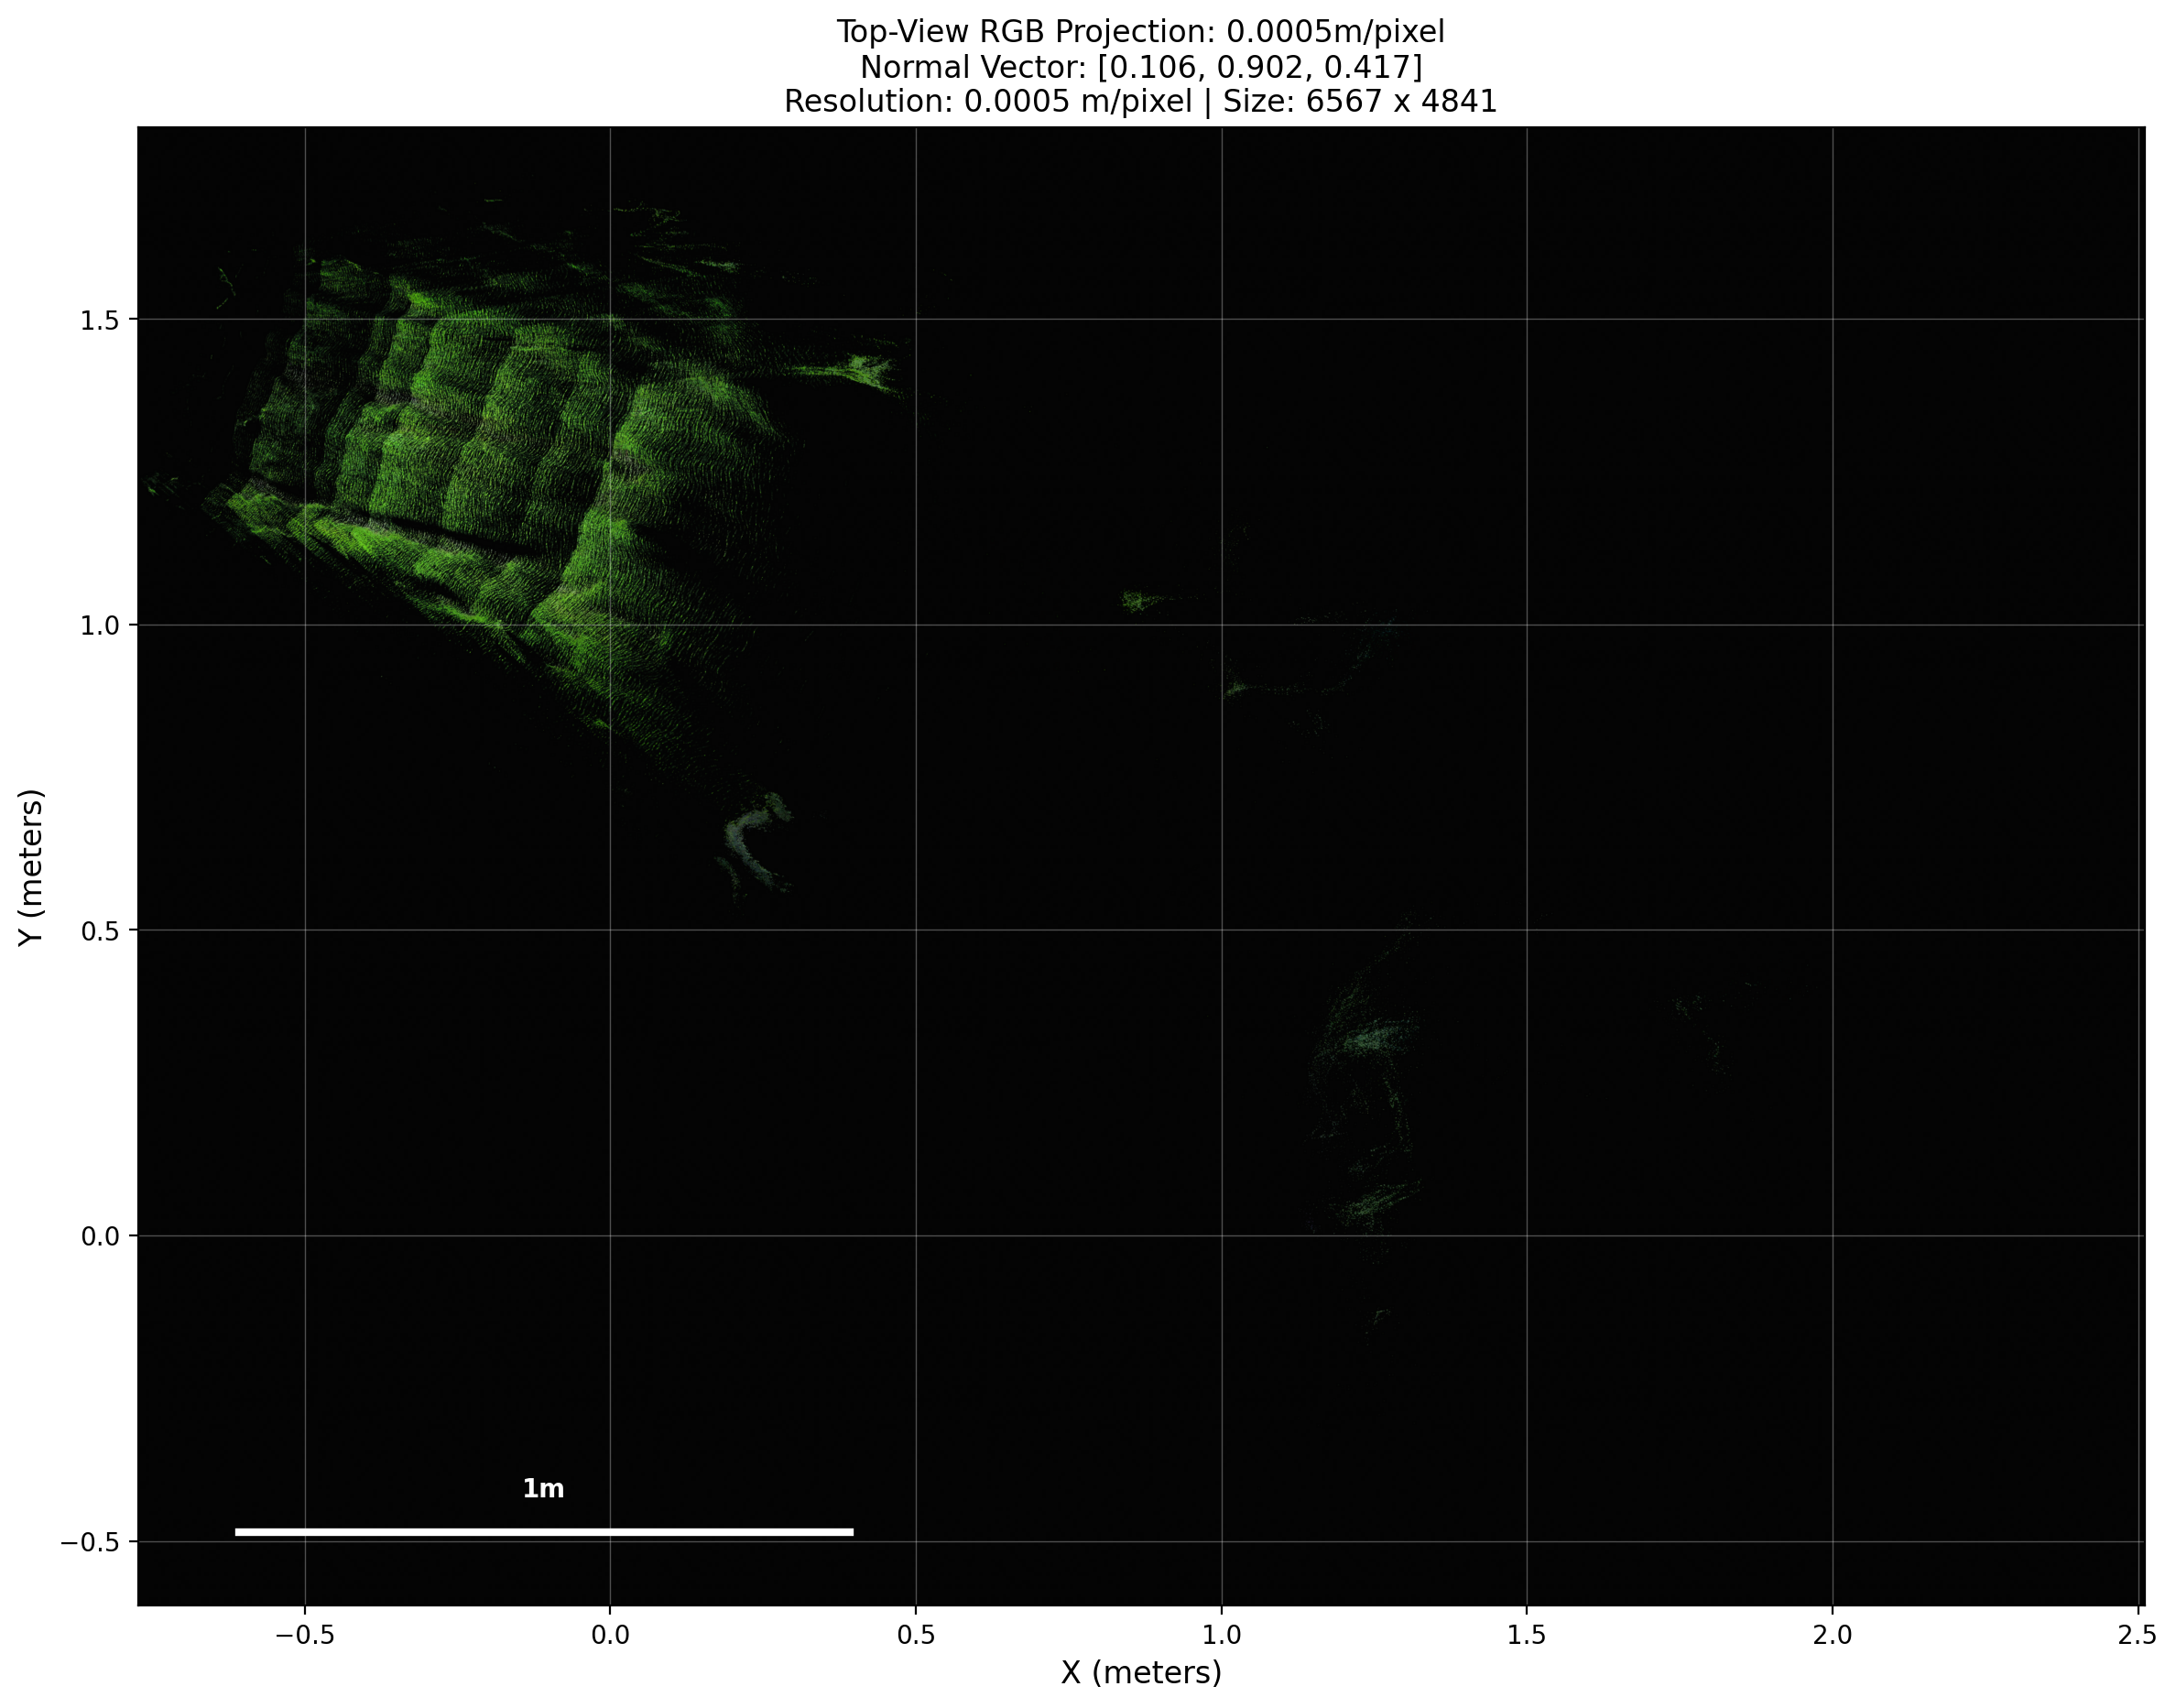 Top-View RGB Projection: 0.0005m/pixel
Normal Vector: [0.106, 0.902, 0.417]
Resolution: 0.0005 m/pixel | Size: 6567 x 4841
Y (meters)
1.5
1.0
0.5
0.0
−0.5
1m
−0.5 0.0 0.5 1.0 1.5 2.0 2.5
X (meters)